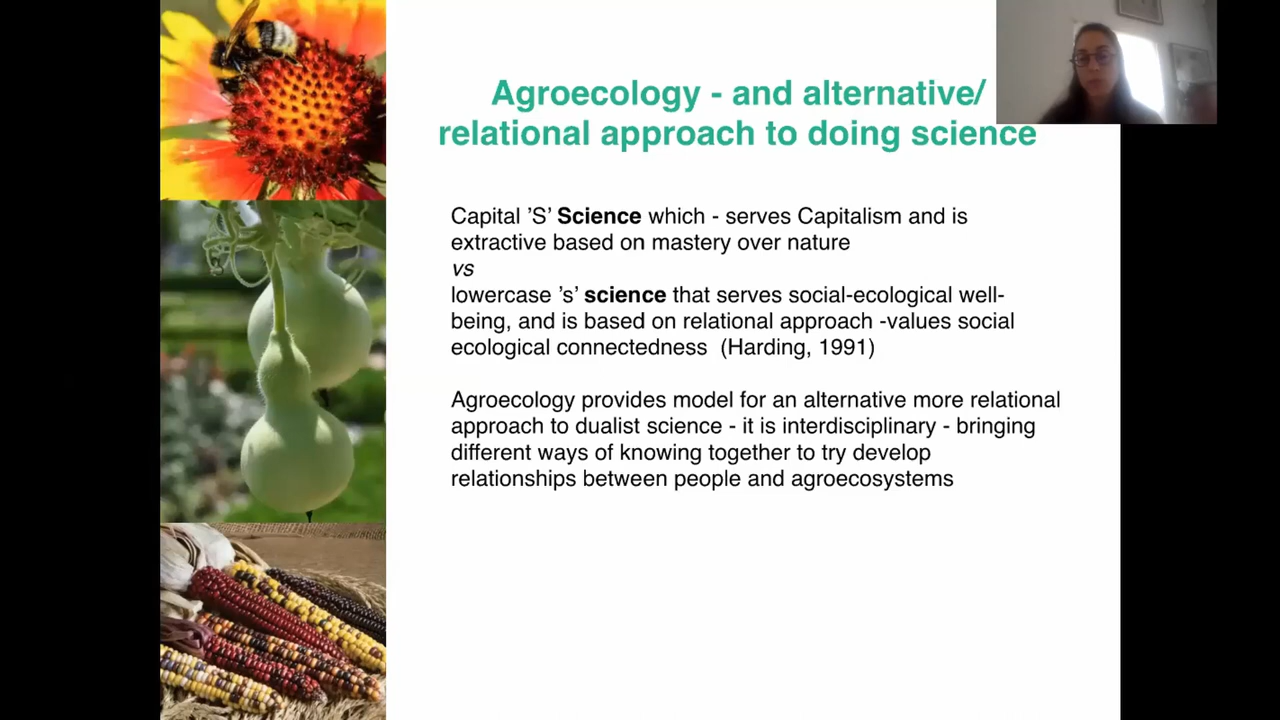 Agroecology - and alternative/
relational approach to doing science
Capital ’S’ Science which - serves Capitalism and is
extractive based on mastery over nature
vs
lowercase ’s’ science that serves social-ecological well-
being, and is based on relational approach -values social
ecological connectedness  (Harding, 1991)
Agroecology provides model for an alternative more relational
approach to dualist science - it is interdisciplinary - bringing
different ways of knowing together to try develop
relationships between people and agroecosystems